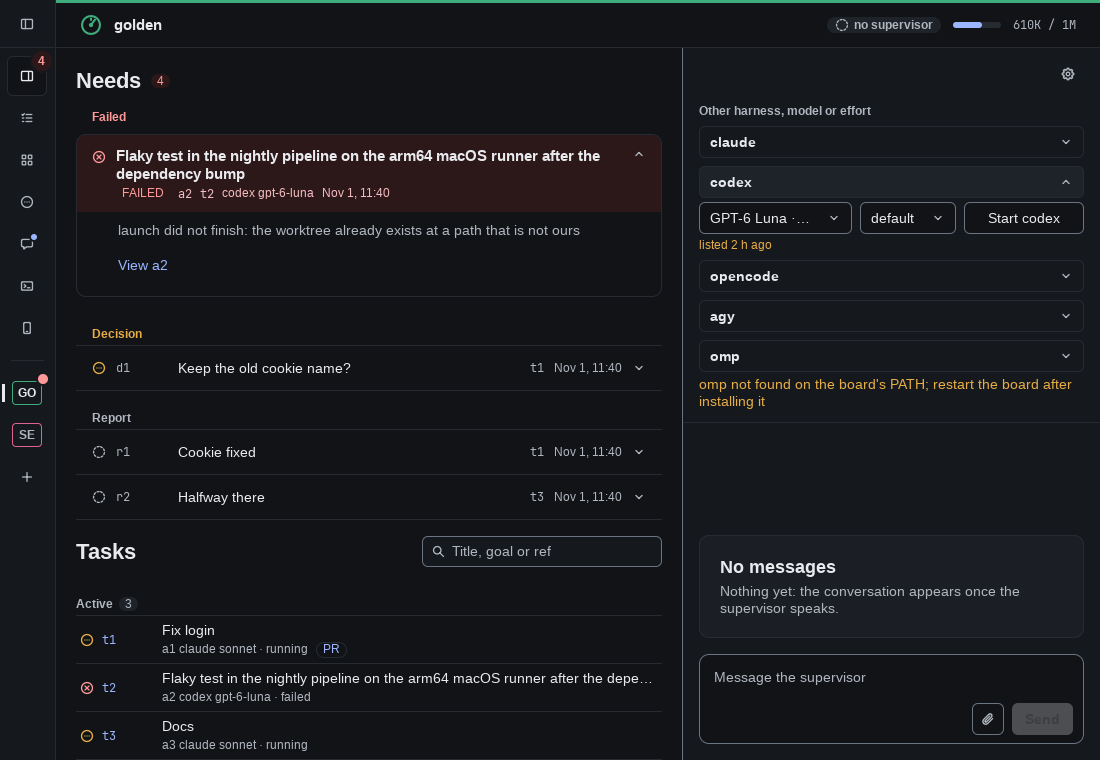 golden
no supervisor
610K / 1M
4
GO
SE
Needs 4
Failed
Flaky test in the nightly pipeline on the arm64 macOS runner after the
dependency bump
FAILED a2 t2 codex gpt-6-luna Nov 1, 11:40
launch did not finish: the worktree already exists at a path that is not ours
View a2
Decision
d1 Keep the old cookie name? t1 Nov 1, 11:40
Report
r1 Cookie fixed t1 Nov 1, 11:40
r2 Halfway there t3 Nov 1, 11:40
Tasks
Title, goal or ref
Active 3
t1 Fix login
a1 claude sonnet · running PR
t2 Flaky test in the nightly pipeline on the arm64 macOS runner after the depe…
a2 codex gpt-6-luna · failed
t3 Docs
a3 claude sonnet · running
Other harness, model or effort
claude
codex
GPT-6 Luna ·… default Start codex
listed 2 h ago
opencode
agy
omp
omp not found on the board's PATH; restart the board after
installing it
No messages
Nothing yet: the conversation appears once the
supervisor speaks.
Message the supervisor
Send